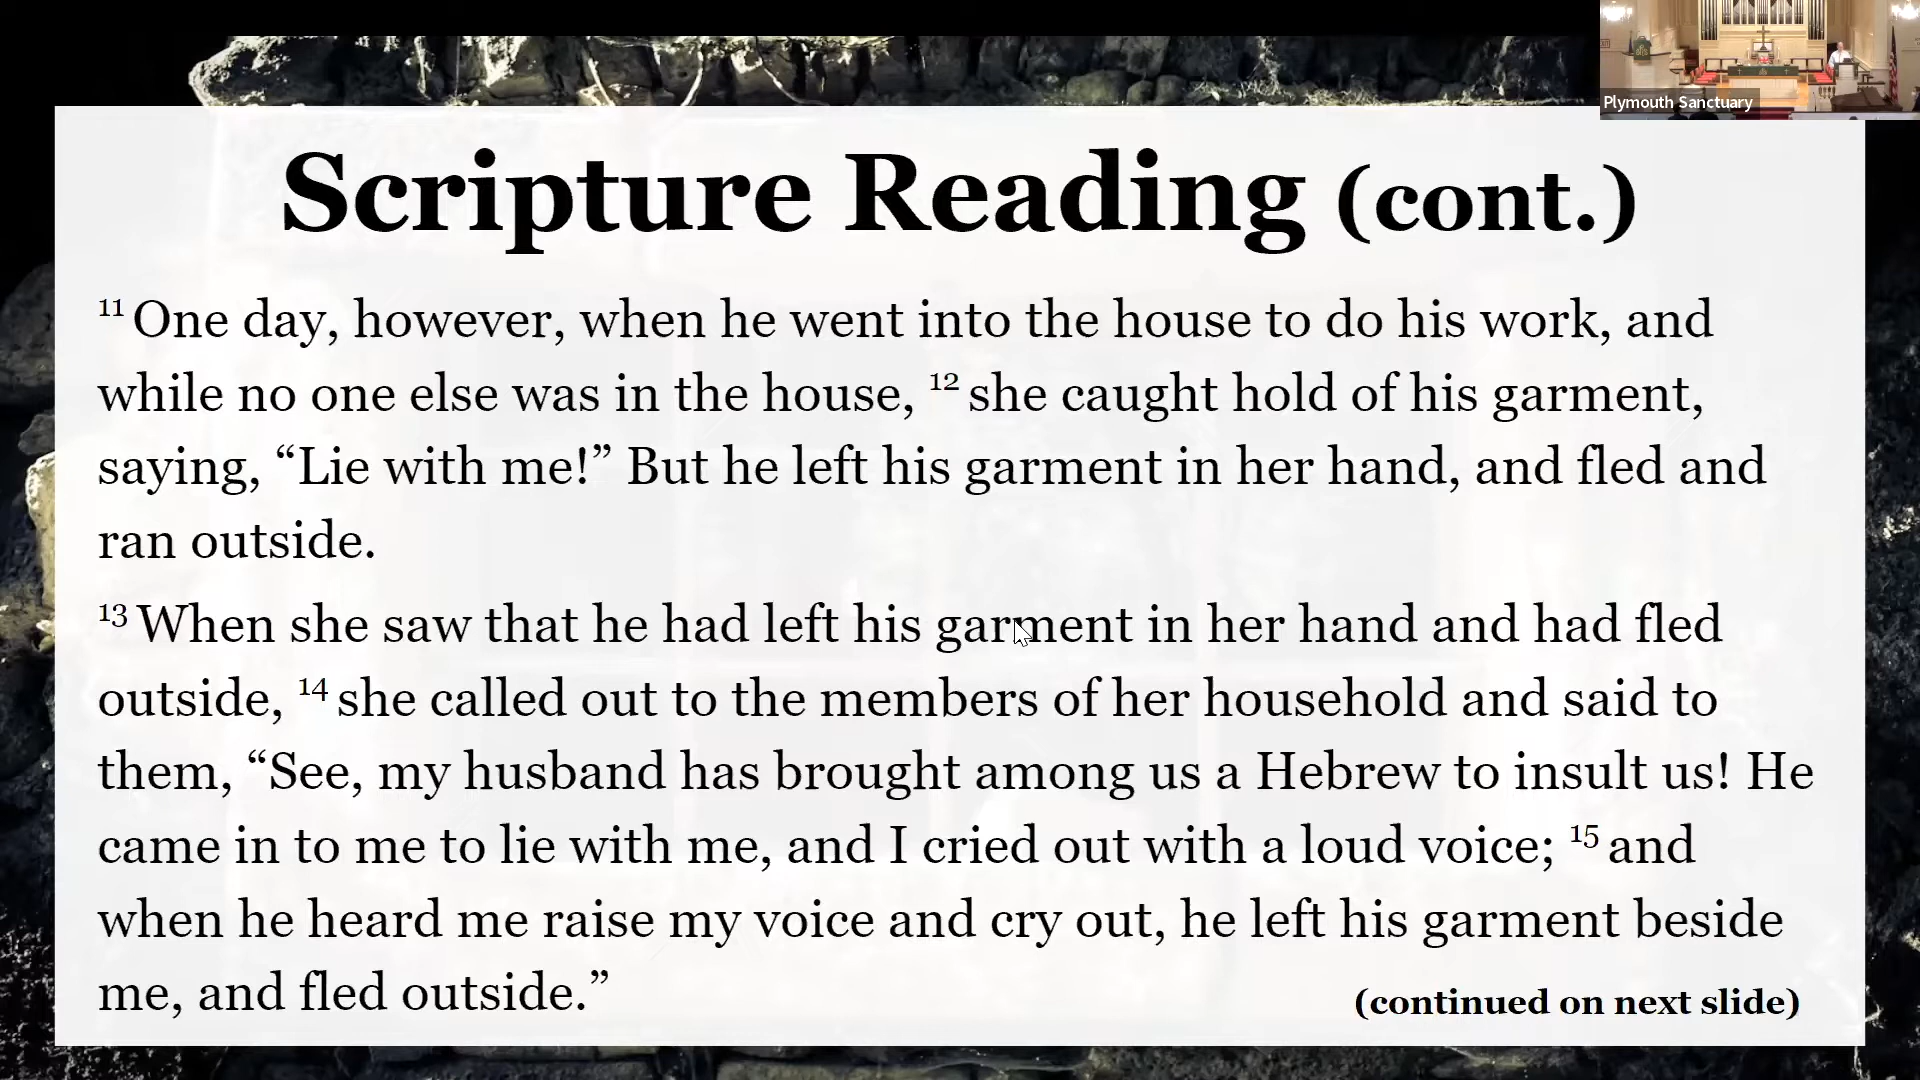 Plymouth Sanctuary
Scripture Reading (cont.)
11 One day, however, when he went into the house to do his work, and
while no one else was in the house, 12 she caught hold of his garment,
saying, “Lie with me!” But he left his garment in her hand, and fled and
ran outside.
13 When she saw that he had left his garment in her hand and had fled
outside, 14 she called out to the members of her household and said to
them, “See, my husband has brought among us a Hebrew to insult us! He
came in to me to lie with me, and I cried out with a loud voice; 15 and
when he heard me raise my voice and cry out, he left his garment beside
me, and fled outside.”
(continued on next slide)